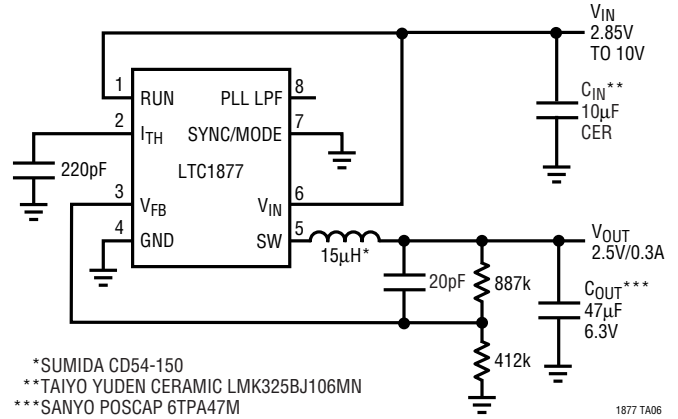 VIN
2.85V
TO 10V
1
RUN
PLL LPF
8
CIN**
10µF
CER
2
ITH
SYNC/MODE
7
220pF
LTC1877
3
VFB
VIN
6
4
GND
SW
5
15µH*
VOUT
2.5V/0.3A
20pF
887k
COUT***
47µF
6.3V
412k
*SUMIDA CD54-150
**TAIYO YUDEN CERAMIC LMK325BJ106MN
***SANYO POSCAP 6TPA47M
1877 TA06